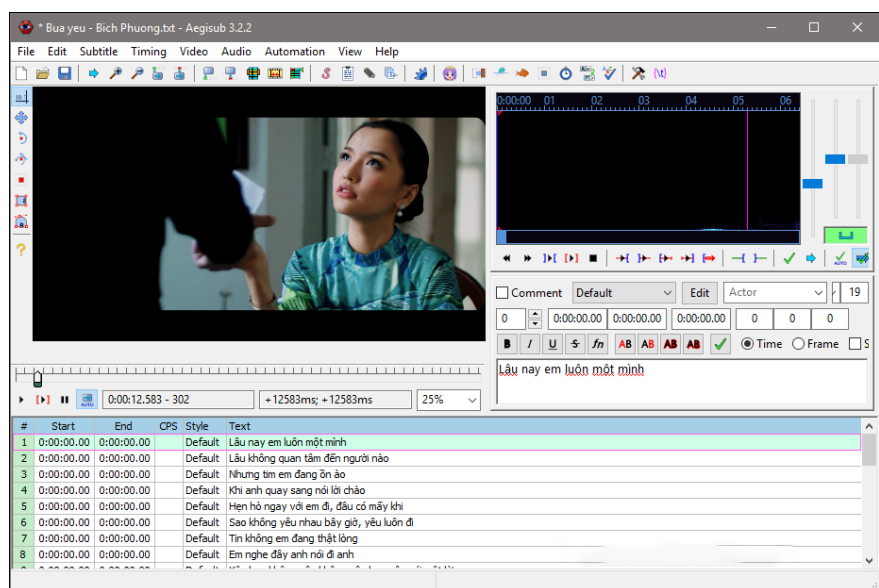 * Bua yeu - Bich Phuong.txt - Aegisub 3.2.2
File Edit Subtitle Timing Video Audio Automation View Help
0:00:00 01 02 03 04 05 06
AUTO
Comment Default Edit Actor 19
0 0:00:00.00 0:00:00.00 0:00:00.00 0 0 0
B I U S fn AB AB AB AB Time Frame S
Lâu nay em luôn một mình
AUTO 0:00:12.583 - 302 +12583ms; +12583ms 25%
# Start End CPS Style Text
1 0:00:00.00 0:00:00.00 Default Lâu nay em luôn một mình
2 0:00:00.00 0:00:00.00 Default Lâu không quan tâm đến người nào
3 0:00:00.00 0:00:00.00 Default Nhưng tim em đang ồn ào
4 0:00:00.00 0:00:00.00 Default Khi anh quay sang nói lời chào
5 0:00:00.00 0:00:00.00 Default Hẹn hò ngay với em đi, đâu có mấy khi
6 0:00:00.00 0:00:00.00 Default Sao không yêu nhau bây giờ, yêu luôn đi
7 0:00:00.00 0:00:00.00 Default Tin không em đang thật lòng
8 0:00:00.00 0:00:00.00 Default Em nghe đây anh nói đi anh